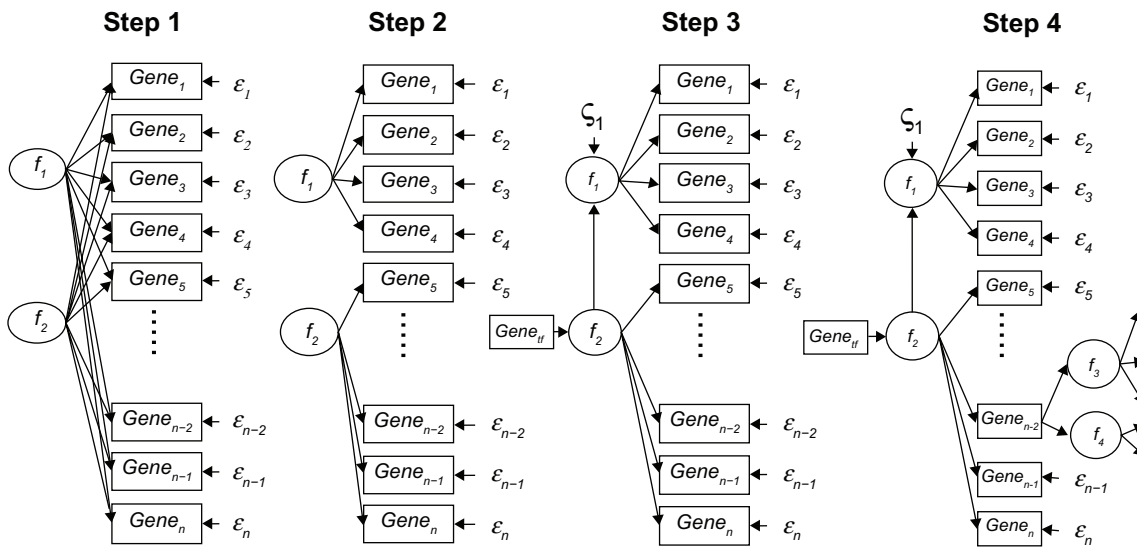 Step 1
Gene1
ε1
Gene2
ε2
f1
Gene3
ε3
Gene4
ε4
Gene5
ε5
f2
Genen-2
εn-2
Genen-1
εn-1
Genen
εn
Step 2
Gene1
ε1
Gene2
ε2
f1
Gene3
ε3
Gene4
ε4
Gene5
ε5
f2
Genen-2
εn-2
Genen-1
εn-1
Genen
εn
Step 3
Gene1
ε1
ς1
Gene2
ε2
f1
Gene3
ε3
Gene4
ε4
Gene5
ε5
Genetf
f2
Genen-2
εn-2
Genen-1
εn-1
Genen
εn
Step 4
Gene1
ε1
ς1
Gene2
ε2
f1
Gene3
ε3
Gene4
ε4
Gene5
ε5
Genetf
f2
f3
Genen-2
f4
Genen-1
εn-1
Genen
εn